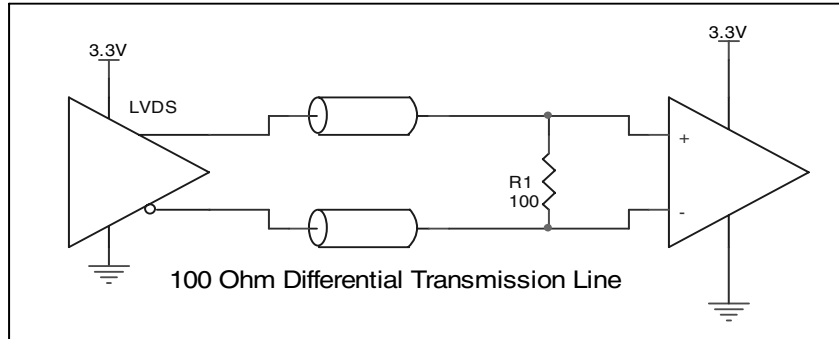 3.3V
LVDS
3.3V
+
-
R1
100
100 Ohm Differential Transmission Line